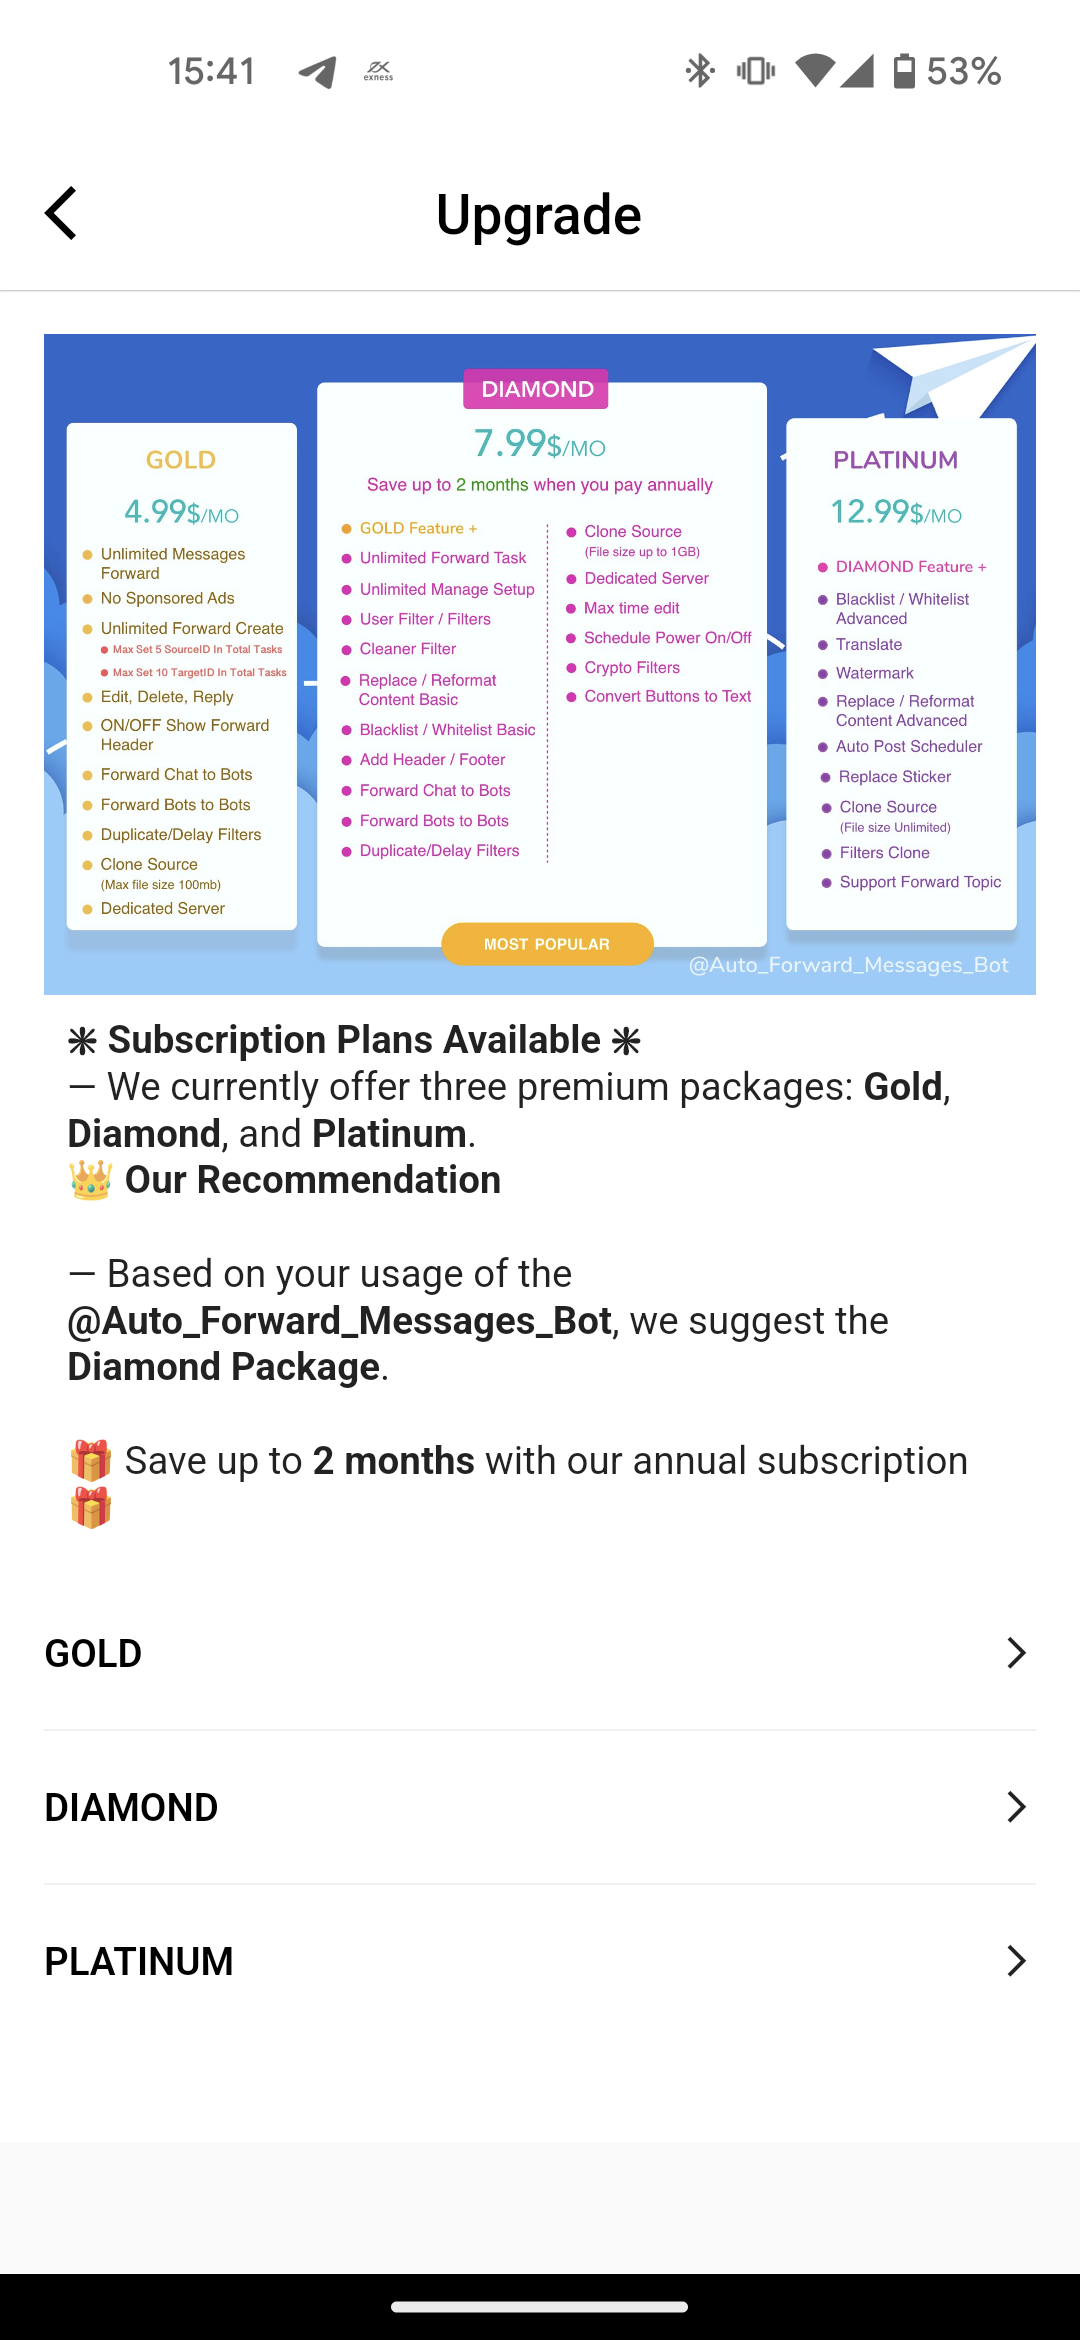 15:41
exness
53%
Upgrade
GOLD
4.99$/MO
Unlimited Messages
Forward
No Sponsored Ads
Unlimited Forward Create
Max Set 5 SourceID In Total Tasks
Max Set 10 TargetID In Total Tasks
Edit, Delete, Reply
ON/OFF Show Forward
Header
Forward Chat to Bots
Forward Bots to Bots
Duplicate/Delay Filters
Clone Source
(Max file size 100mb)
Dedicated Server
DIAMOND
7.99$/MO
Save up to 2 months when you pay annually
GOLD Feature +
Unlimited Forward Task
Unlimited Manage Setup
User Filter / Filters
Cleaner Filter
Replace / Reformat
Content Basic
Blacklist / Whitelist Basic
Add Header / Footer
Forward Chat to Bots
Forward Bots to Bots
Duplicate/Delay Filters
Clone Source
(File size up to 1GB)
Dedicated Server
Max time edit
Schedule Power On/Off
Crypto Filters
Convert Buttons to Text
MOST POPULAR
PLATINUM
12.99$/MO
DIAMOND Feature +
Blacklist / Whitelist
Advanced
Translate
Watermark
Replace / Reformat
Content Advanced
Auto Post Scheduler
Replace Sticker
Clone Source
(File size Unlimited)
Filters Clone
Support Forward Topic
@Auto_Forward_Messages_Bot
❋ Subscription Plans Available ❋
— We currently offer three premium packages: Gold,
Diamond, and Platinum.
👑 Our Recommendation
— Based on your usage of the
@Auto_Forward_Messages_Bot, we suggest the
Diamond Package.
🎁 Save up to 2 months with our annual subscription
🎁
GOLD
DIAMOND
PLATINUM